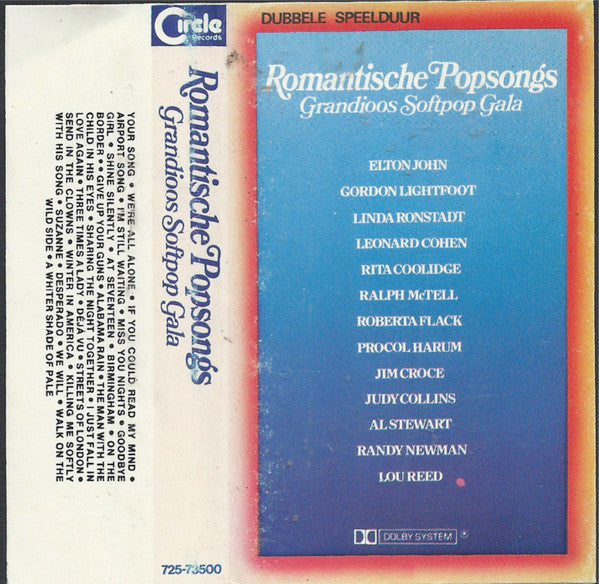 YOUR SONG • WE'RE ALL ALONE • IF YOU COULD READ MY MIND •
AIRPORT SONG • I'M STILL WAITING • MISS YOU NIGHTS • GOODBYE
GIRL • SHINE SILENTLY • AT SEVENTEEN • BIRMINGHAM • ON THE
BORDER • GIVE UP YOUR GUNS • ALABAMA RAIN • THE MAN WITH THE
CHILD IN HIS EYES • SHARING THE NIGHT TOGETHER • I JUST FALL IN
LOVE AGAIN • THREE TIMES A LADY • DEJA VU • STREETS OF LONDON •
SEND IN THE CLOWNS • WINTER IN AMERICA • KILLING ME SOFTLY
WITH HIS SONG • SUZANNE • DESPERADO • WE WILL • WALK ON THE
WILD SIDE • A WHITER SHADE OF PALE
Circle
Records
Romantische Popsongs
Grandioos Softpop Gala
725-73500
DUBBELE SPEELDUUR
Romantische Popsongs
Grandioos Softpop Gala
ELTON JOHN
GORDON LIGHTFOOT
LINDA RONSTADT
LEONARD COHEN
RITA COOLIDGE
RALPH McTELL
ROBERTA FLACK
PROCOL HARUM
JIM CROCE
JUDY COLLINS
AL STEWART
RANDY NEWMAN
LOU REED
DOLBY SYSTEM